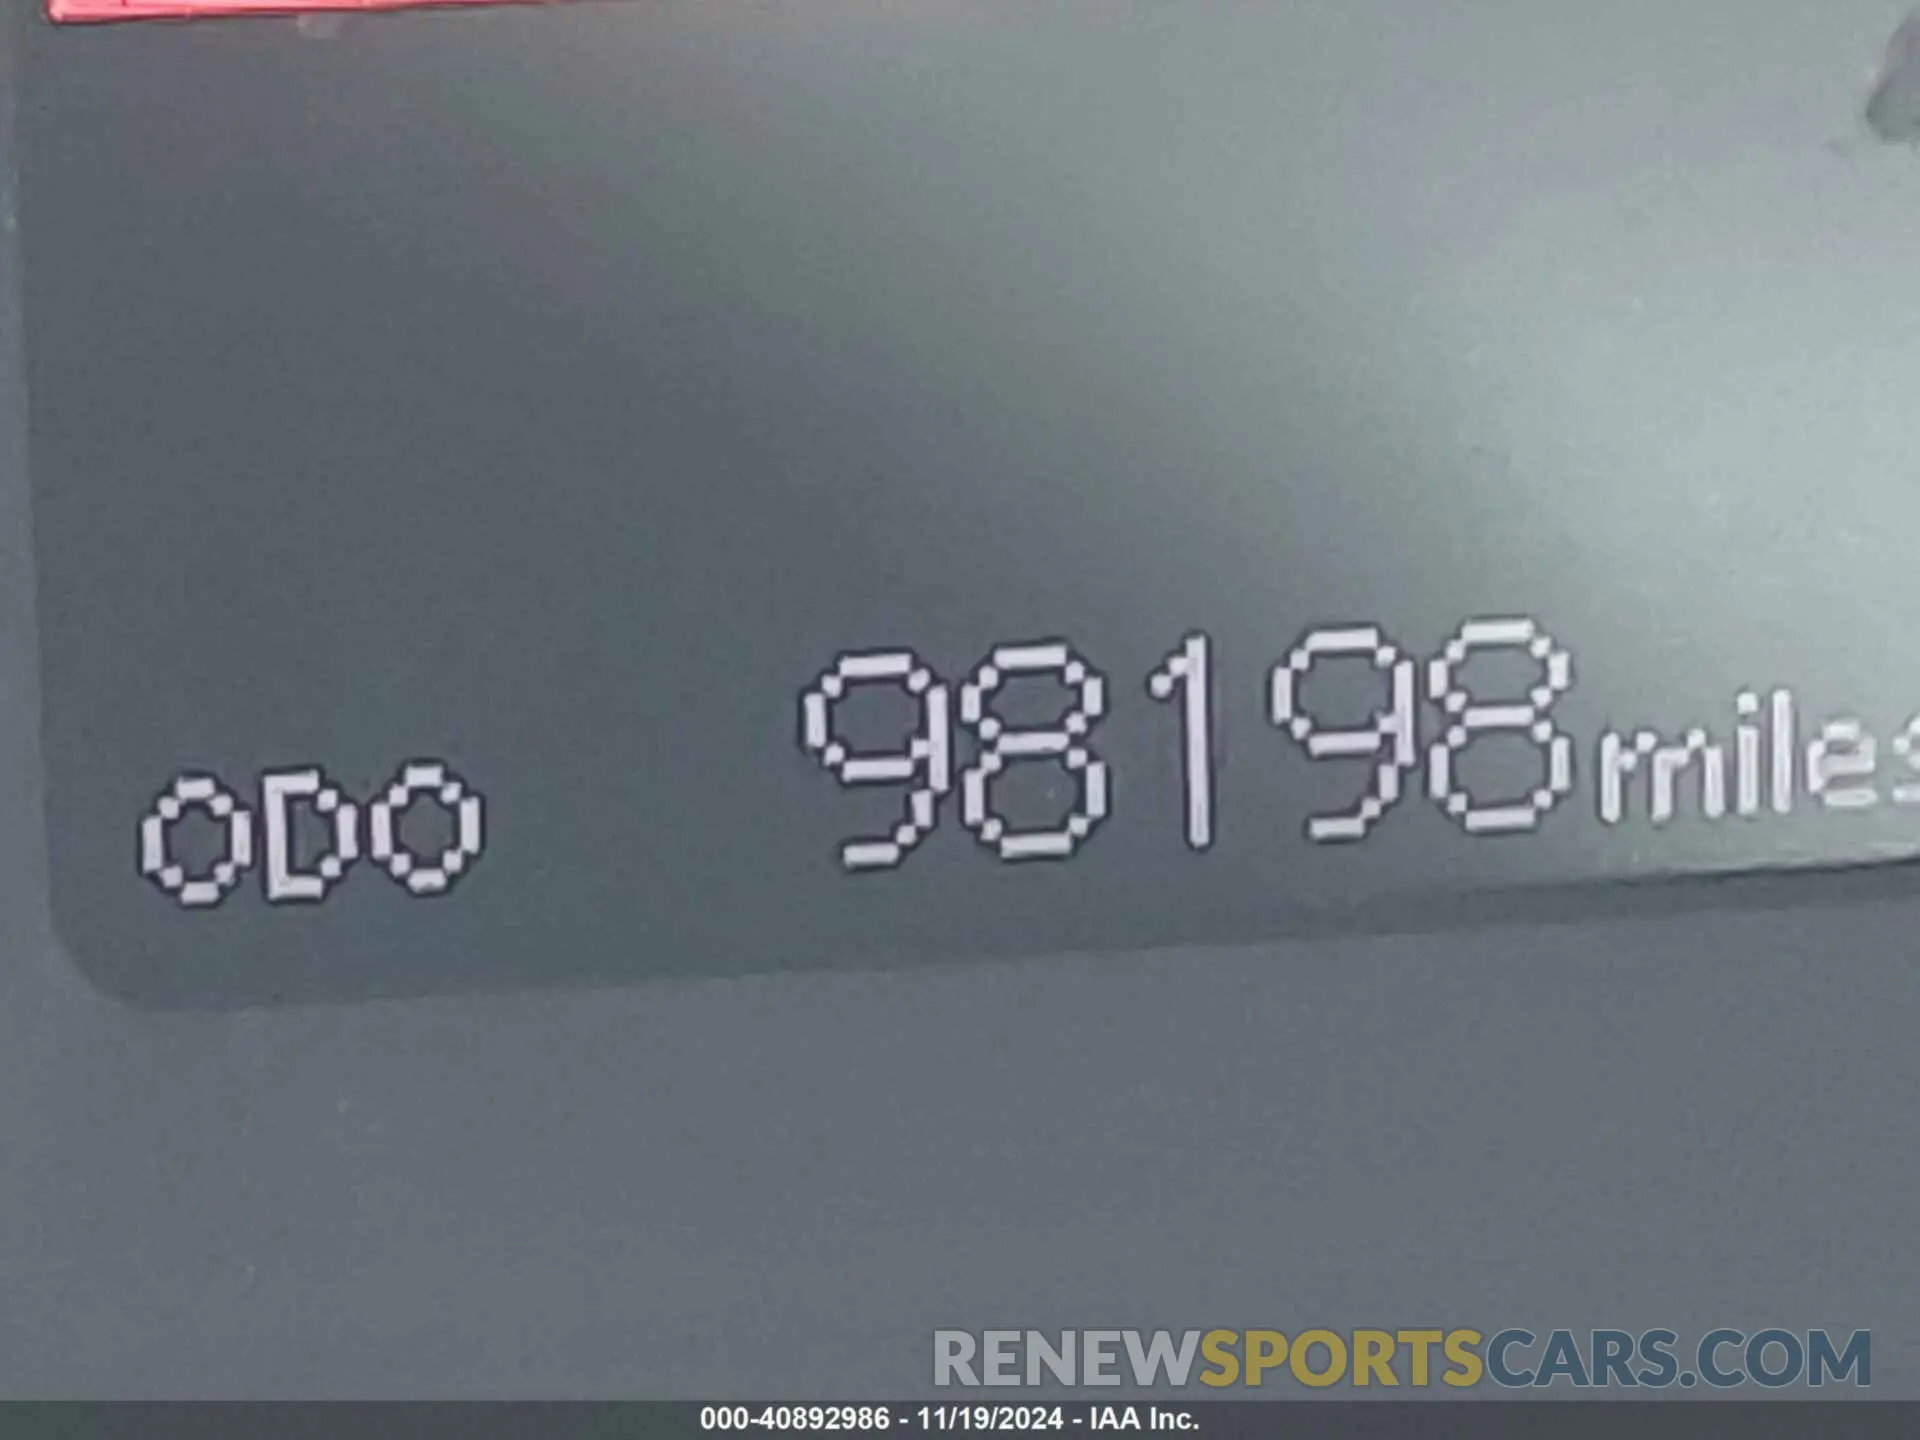 ODO 98198 miles
RENEWSPORTSCARS.COM
000-40892986 - 11/19/2024 - IAA Inc.